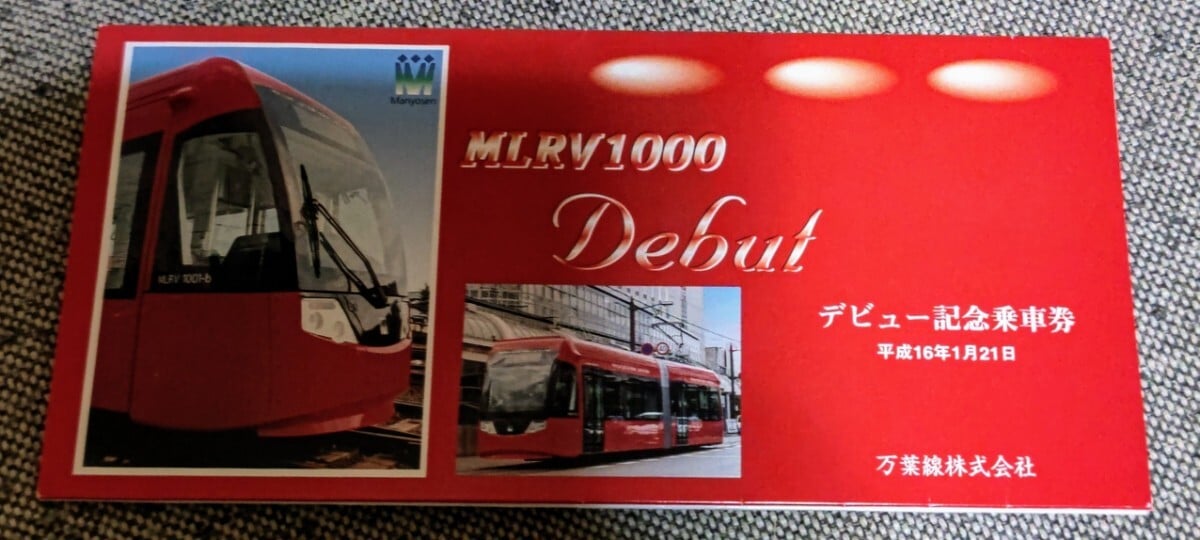 Manyosen
MLRV1000
Debut
MLRV 1001-b
デビュー記念乗車券
平成16年1月21日
万葉線株式会社